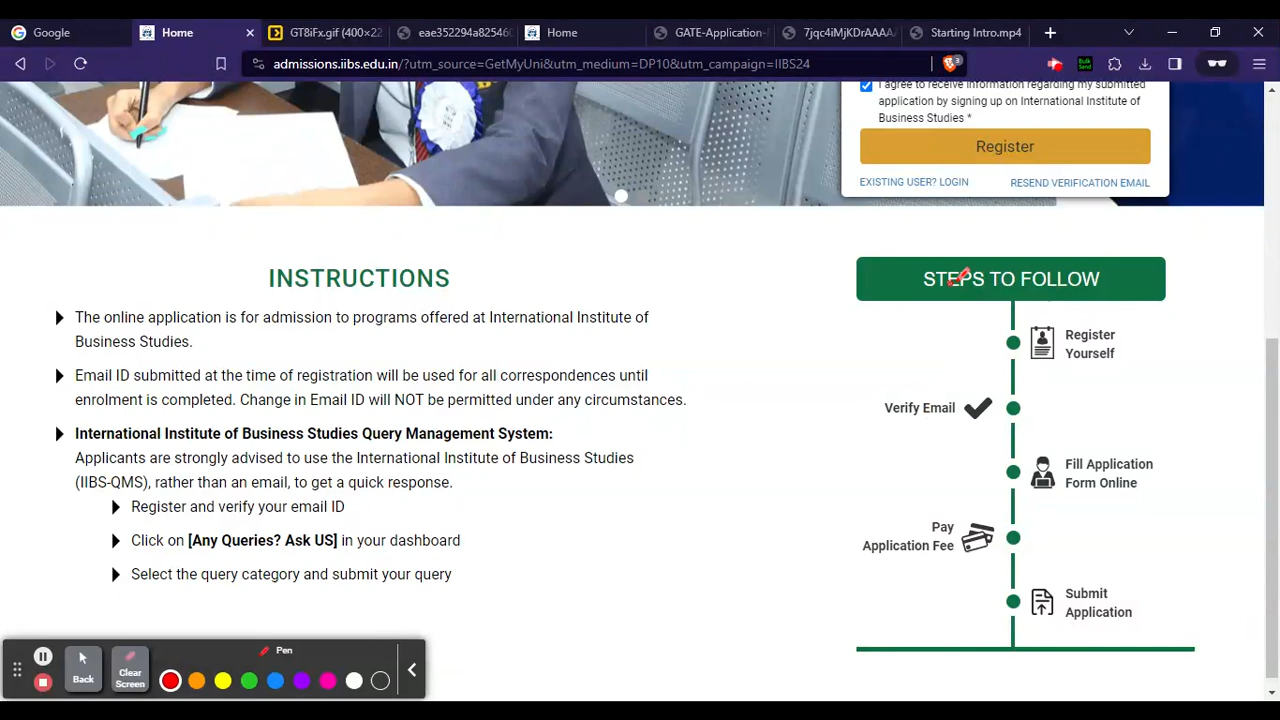 Google
Home
GT8iFx.gif (400×22
eae352294a82546
Home
GATE-Application-
7jqc4iMjKDrAAAA
Starting Intro.mp4
admissions.iibs.edu.in/?utm_source=GetMyUni&utm_medium=DP10&utm_campaign=IIBS24
3
Bulk
Send
I agree to receive information regarding my submitted
application by signing up on International Institute of
Business Studies *
Register
EXISTING USER? LOGIN
RESEND VERIFICATION EMAIL
INSTRUCTIONS
The online application is for admission to programs offered at International Institute of
Business Studies.
Email ID submitted at the time of registration will be used for all correspondences until
enrolment is completed. Change in Email ID will NOT be permitted under any circumstances.
International Institute of Business Studies Query Management System:
Applicants are strongly advised to use the International Institute of Business Studies
(IIBS-QMS), rather than an email, to get a quick response.
Register and verify your email ID
Click on [Any Queries? Ask US] in your dashboard
Select the query category and submit your query
STEPS TO FOLLOW
Register
Yourself
Verify Email
Fill Application
Form Online
Pay
Application Fee
Submit
Application
Pen
Back
Clear
Screen